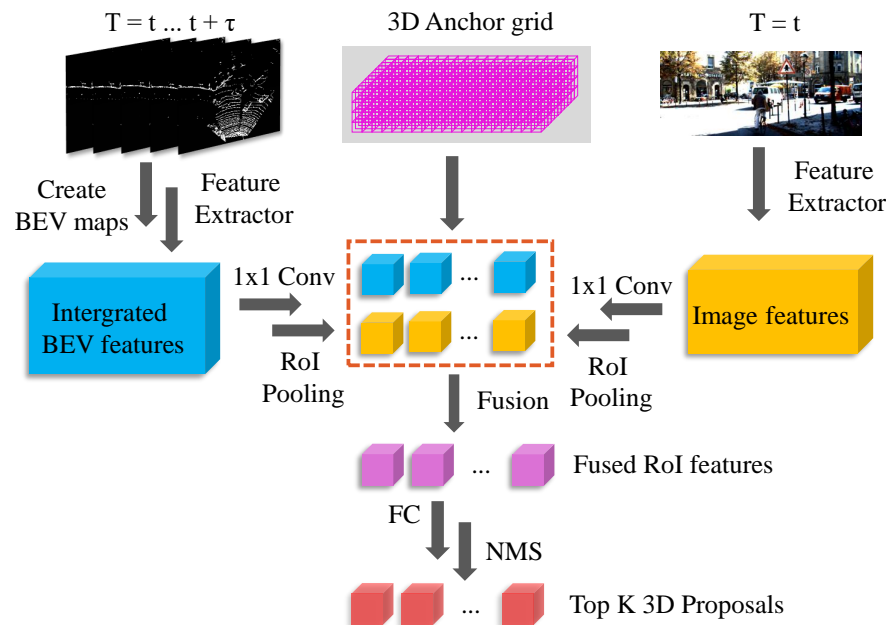 T = t ... t + τ
3D Anchor grid
T = t
Create
BEV maps
Feature
Extractor
Feature
Extractor
1x1 Conv
1x1 Conv
Intergrated
BEV features
...
...
Image features
RoI
Pooling
RoI
Pooling
Fusion
...
Fused RoI features
FC
NMS
...
Top K 3D Proposals